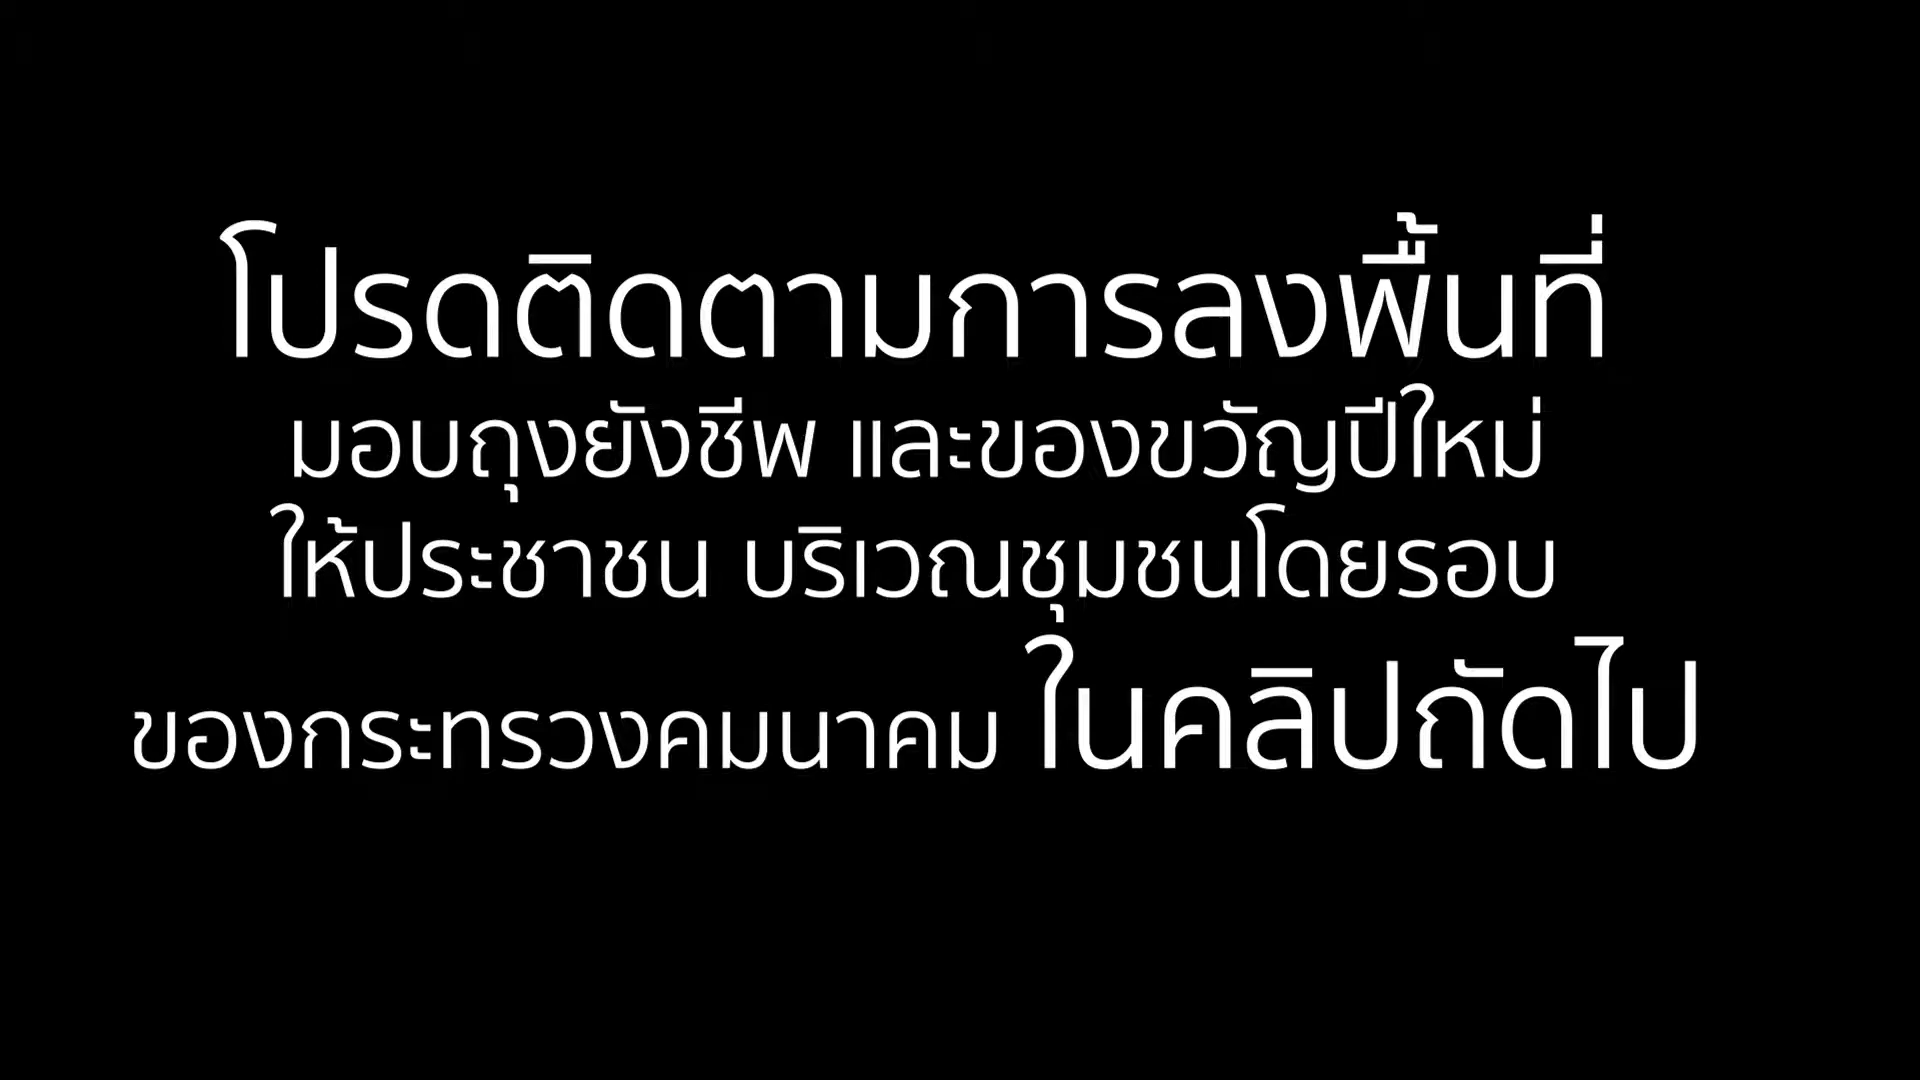 โปรดติดตามการลงพื้นที่
มอบถุงยังชีพ และของขวัญปีใหม่
ให้ประชาชน บริเวณชุมชนโดยรอบ
ของกระทรวงคมนาคม ในคลิปถัดไป